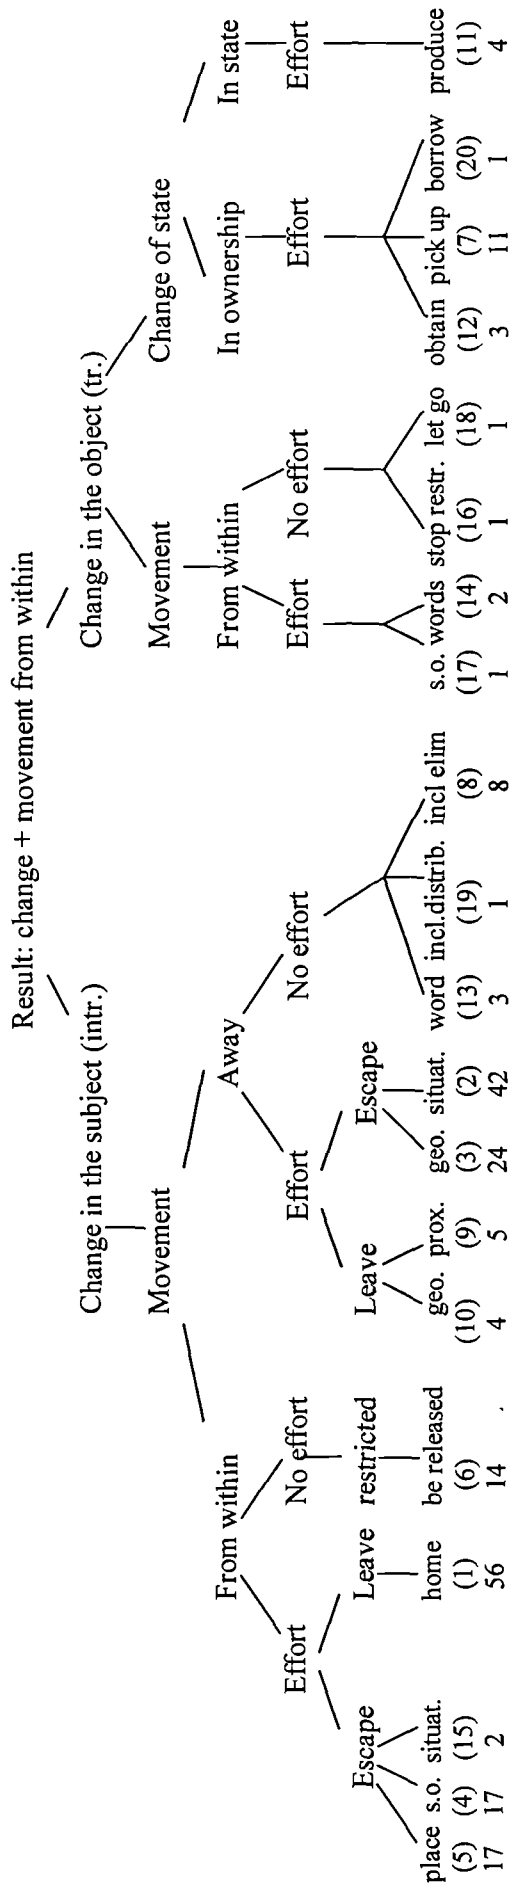 Result: change + movement from within
Change in the subject (intr.) Change in the object (tr.)
Movement Movement Change of state
From within Away From within In ownership In state
Effort No effort Effort No effort Effort No effort Effort Effort
Escape Leave restricted Leave Escape
place s.o. situat. home be released geo. prox. geo. situat. word incl.distrib. incl elim s.o. words stop restr. let go obtain pick up borrow produce
(5) (4) (15) (1) (6) (10) (9) (3) (2) (13) (19) (8) (17) (14) (16) (18) (12) (7) (20) (11)
17 17 2 56 14 4 5 24 42 3 1 8 1 2 1 1 3 11 1 4